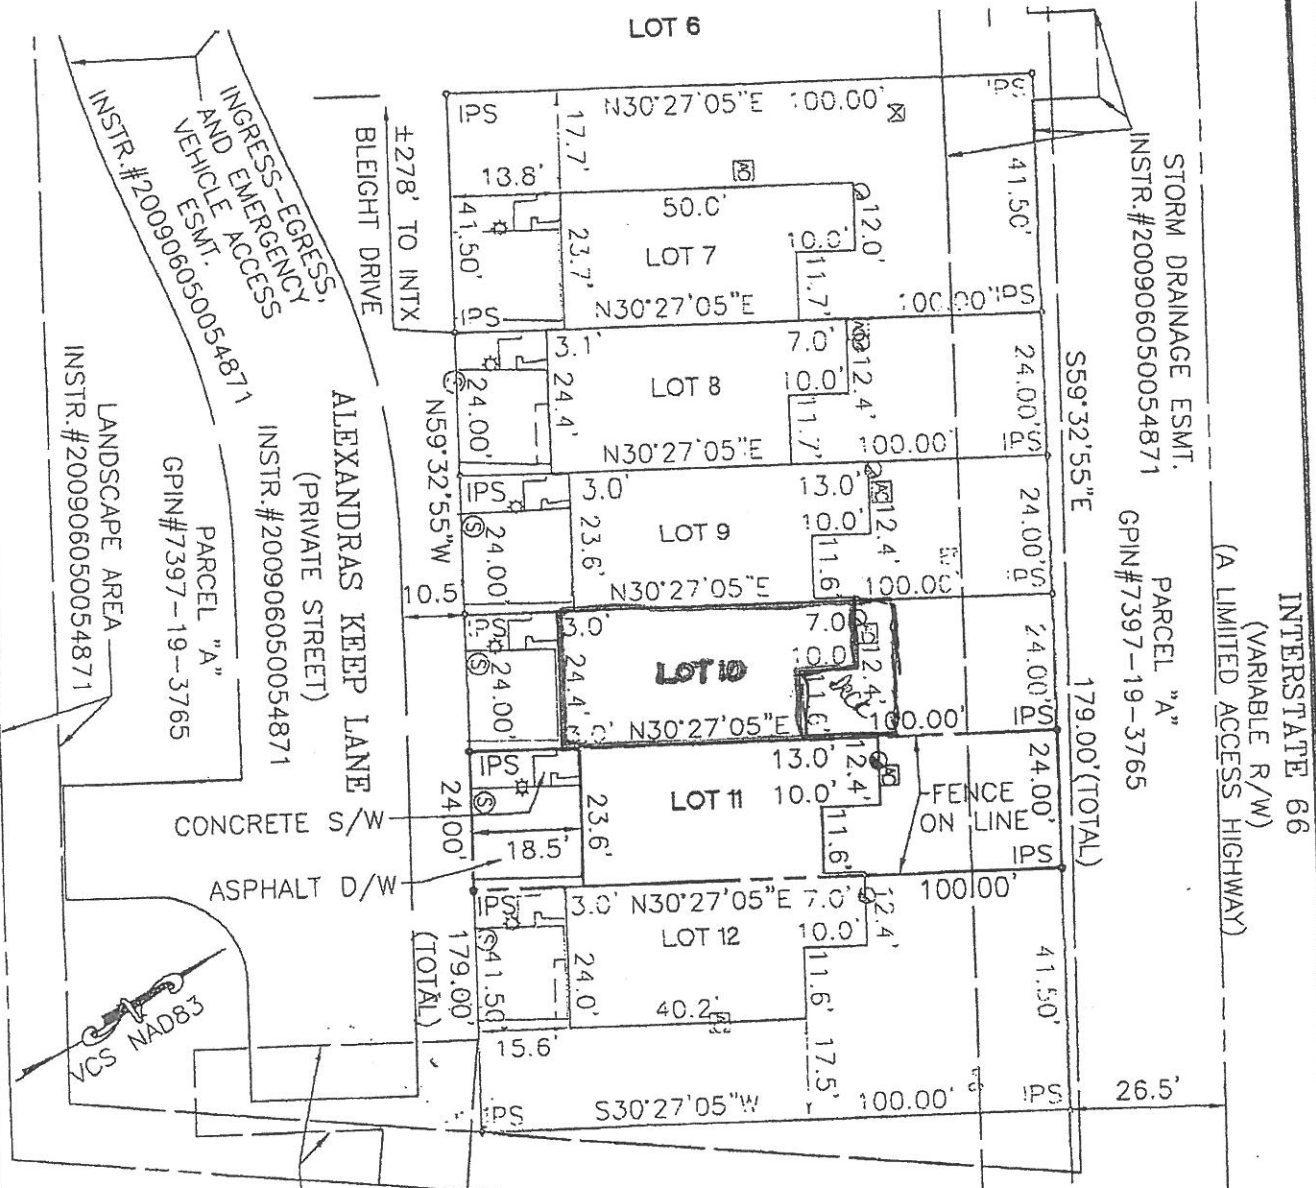 LOT 6
IPS
N30°27'05"E 100.00'
IPS
17.7'
13.8'
AC
41.50'
41.50'
50.0'
12.0'
10.0'
23.7'
LOT 7
11.7'
IPS
N30°27'05"E
100.00'
IPS
±278' TO INTX
BLEIGHT DRIVE
INGRESS-EGRESS,
AND EMERGENCY
VEHICLE ACCESS
ESMT.
INSTR.#200906050054871
STORM DRAINAGE ESMT.
INSTR.#200906050054871
3.1'
7.0'
12.4'
24.00'
24.4'
LOT 8
10.0'
11.7'
24.00'
N30°27'05"E
100.00'
N59°32'55"W
S59°32'55"E
IPS
3.0'
13.0'
AC
12.4'
S
24.00'
23.6'
LOT 9
10.0'
11.6'
24.00'
N30°27'05"E
100.00'
10.5
3.0'
7.0'
12.4'
S
24.00'
24.4'
LOT 10
10.0'
11.6'
Deck
24.00'
N30°27'05"E
100.00'
IPS
ALEXANDRAS KEEP LANE
(PRIVATE STREET)
INSTR.#200906050054871
PARCEL "A"
GPIN#7397-19-3765
LANDSCAPE AREA
INSTR.#200906050054871
PARCEL "A"
GPIN#7397-19-3765
INTERSTATE 66
(VARIABLE R/W)
(A LIMITED ACCESS HIGHWAY)
179.00'(TOTAL)
IPS
13.0'
12.4'
AC
S
24.00'
23.6'
LOT 11
10.0'
11.6'
24.00'
FENCE
ON LINE
IPS
CONCRETE S/W
18.5'
ASPHALT D/W
100.00'
IPS
3.0'
N30°27'05"E
7.0'
12.4'
S
LOT 12
10.0'
41.50'
24.0'
11.6'
41.50'
179.00'
(TOTAL)
40.2'
15.6'
17.5'
IPS
S30°27'05"W
100.00'
IPS
26.5'
VCS NAD83